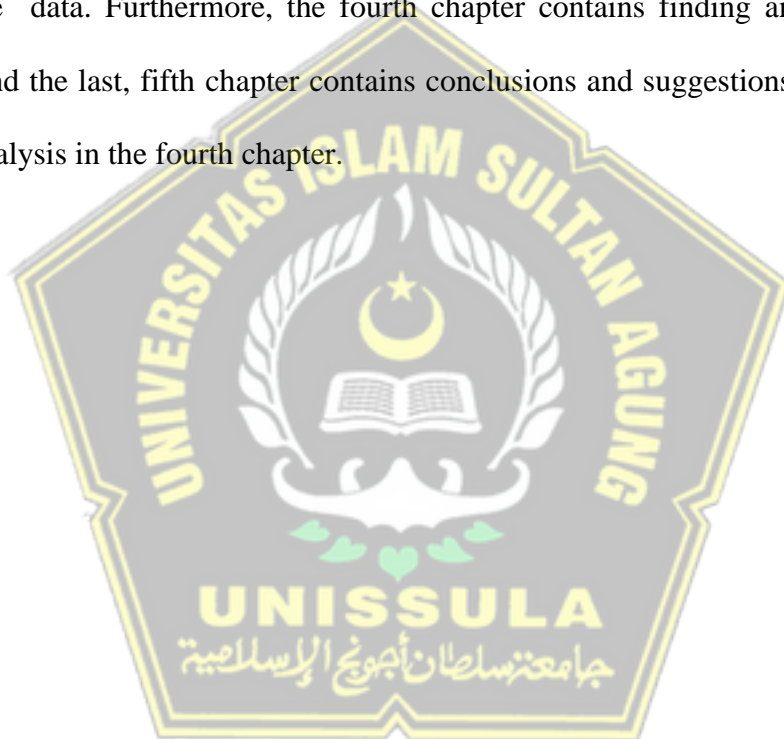 data. Furthermore, the fourth chapter contains finding
the last, fifth chapter contains conclusions and suggestions
in the fourth chapter.
UNIVERSITAS ISLAM SULTAN AGUNG
UNISSULA
جامعة سلطان أجونج الإسلامية